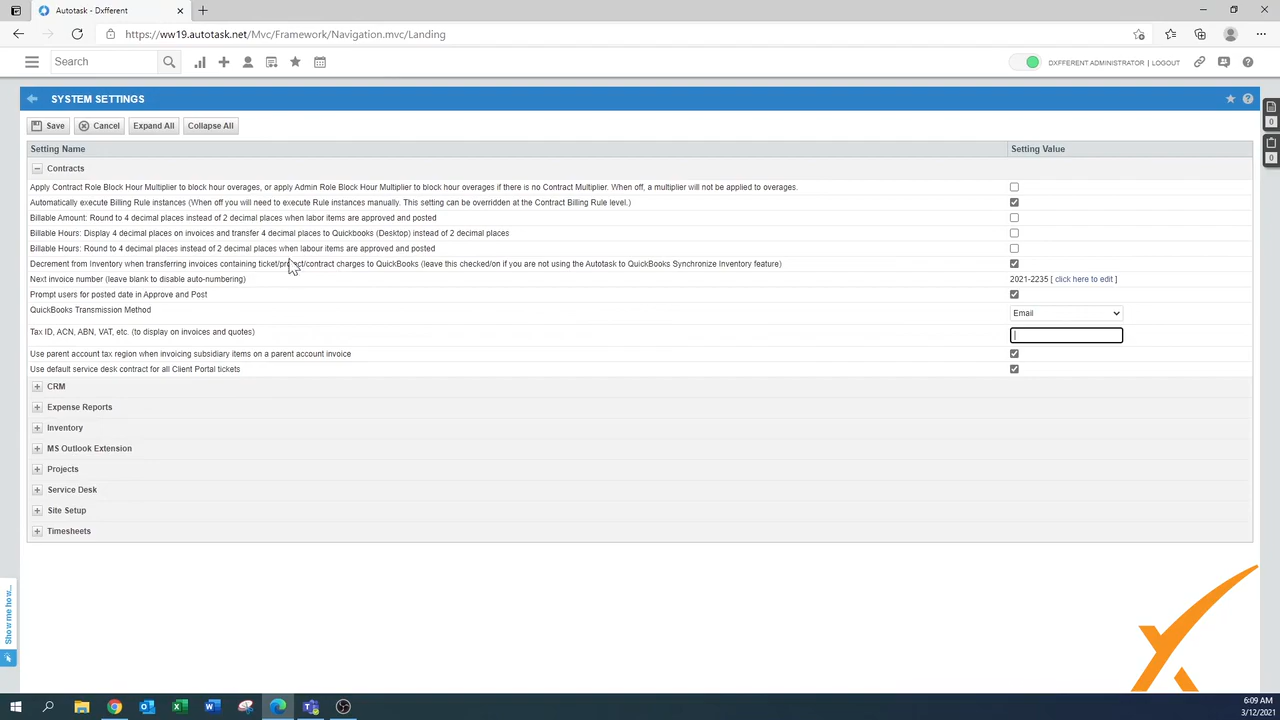 Autotask - Dxfferent
https://ww19.autotask.net/Mvc/Framework/Navigation.mvc/Landing
Search
DXFFERENT ADMINISTRATOR | LOGOUT
SYSTEM SETTINGS
0
Save Cancel Expand All Collapse All
Setting Name Setting Value
0
Contracts
Apply Contract Role Block Hour Multiplier to block hour overages, or apply Admin Role Block Hour Multiplier to block hour overages if there is no Contract Multiplier. When off, a multiplier will not be applied to overages.
Automatically execute Billing Rule instances (When off you will need to execute Rule instances manually. This setting can be overridden at the Contract Billing Rule level.)
Billable Amount: Round to 4 decimal places instead of 2 decimal places when labor items are approved and posted
Billable Hours: Display 4 decimal places on invoices and transfer 4 decimal places to Quickbooks (Desktop) instead of 2 decimal places
Billable Hours: Round to 4 decimal places instead of 2 decimal places when labour items are approved and posted
Decrement from Inventory when transferring invoices containing ticket/project/contract charges to QuickBooks (leave this checked/on if you are not using the Autotask to QuickBooks Synchronize Inventory feature)
Next invoice number (leave blank to disable auto-numbering) 2021-2235 [ click here to edit ]
Prompt users for posted date in Approve and Post
QuickBooks Transmission Method Email
Tax ID, ACN, ABN, VAT, etc. (to display on invoices and quotes)
Use parent account tax region when invoicing subsidiary items on a parent account invoice
Use default service desk contract for all Client Portal tickets
CRM
Expense Reports
Inventory
MS Outlook Extension
Projects
Service Desk
Site Setup
Timesheets
Show me how...
6:09 AM
3/12/2021